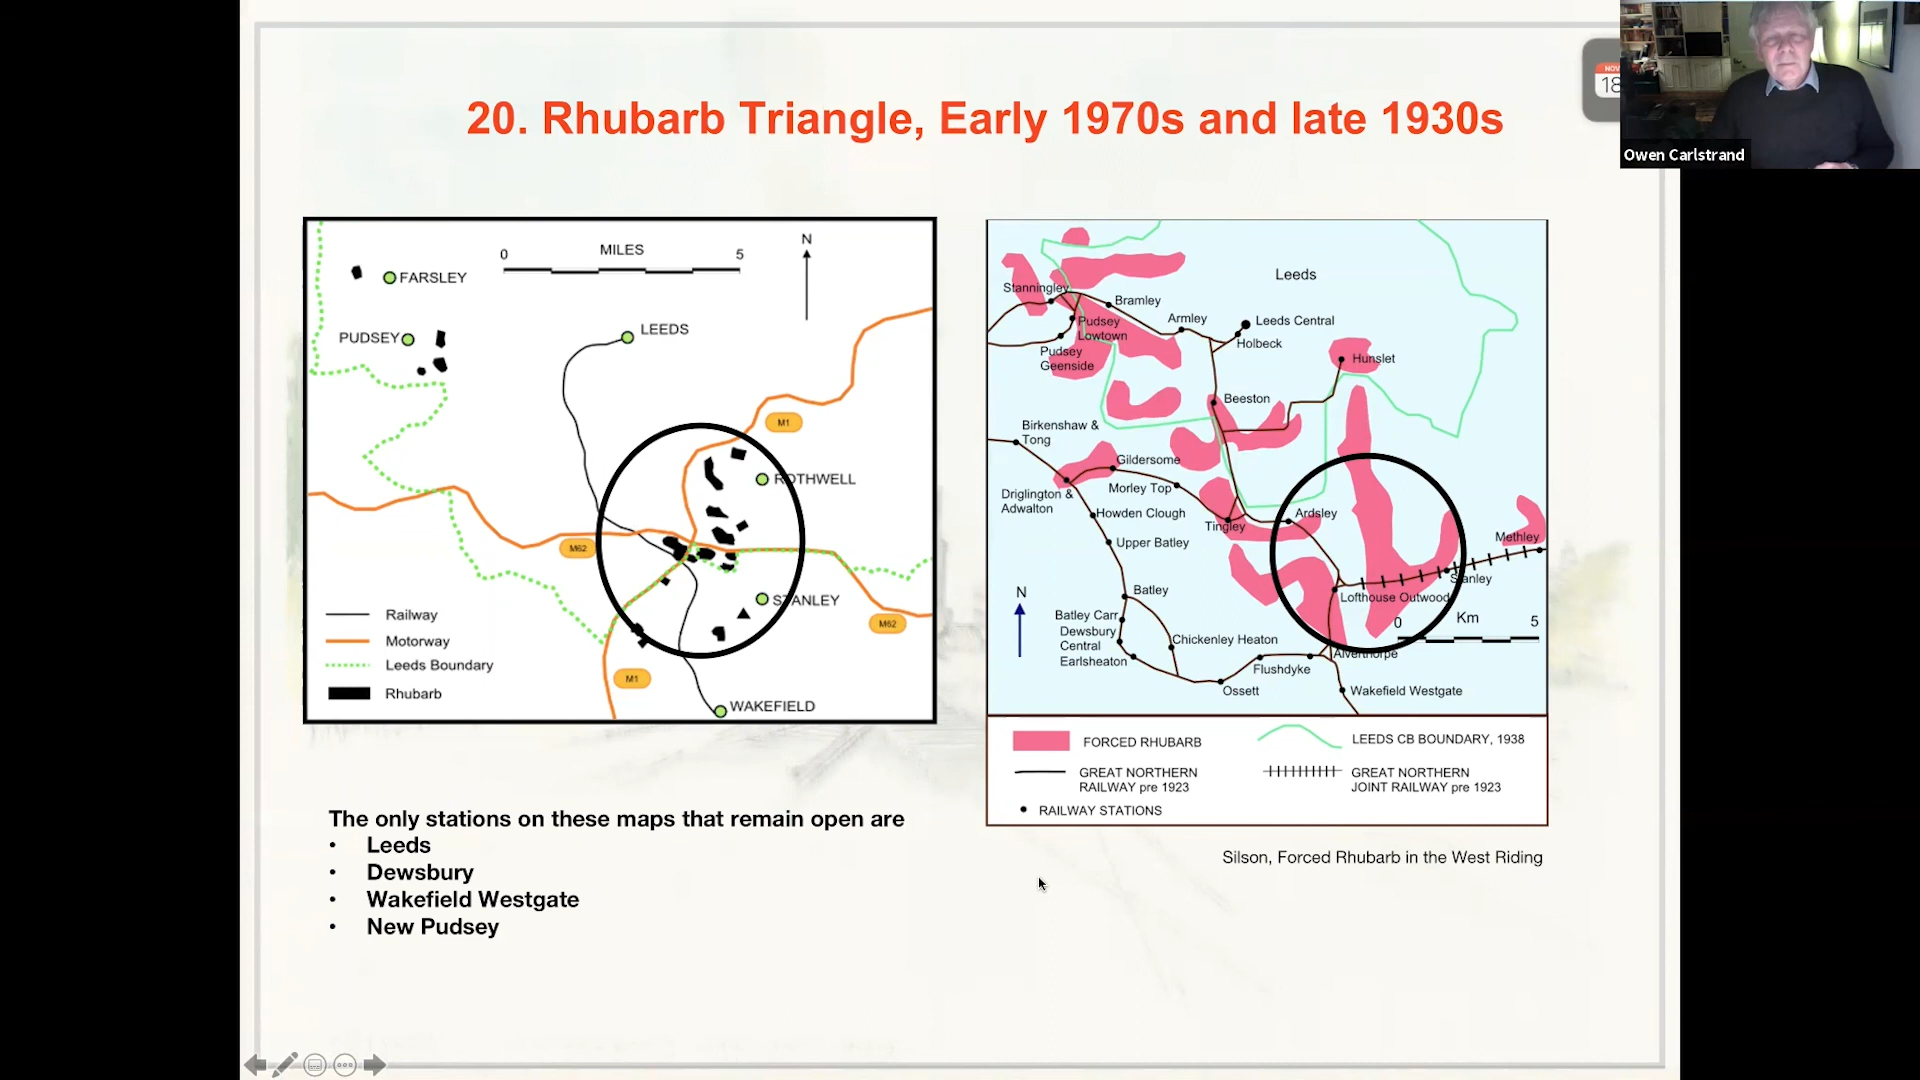 20. Rhubarb Triangle, Early 1970s and late 1930s
NOV
18
Owen Carlstrand
0 MILES 5
N
FARSLEY
PUDSEY
LEEDS
M1
ROTHWELL
M62
STANLEY
M62
M1
WAKEFIELD
Railway
Motorway
Leeds Boundary
Rhubarb
Leeds
Stanningley
Bramley
Pudsey
Lowtown
Armley
Leeds Central
Holbeck
Pudsey
Geenside
Hunslet
Beeston
Birkenshaw &
Tong
Gildersome
Morley Top
Driglington &
Adwalton
Howden Clough
Tingley
Ardsley
Upper Batley
Methley
Stanley
N
Batley
Lofthouse Outwood
Batley Carr
Dewsbury
Central
Earlsheaton
Chickenley Heaton
0 Km 5
Alverthorpe
Flushdyke
Ossett
Wakefield Westgate
FORCED RHUBARB
LEEDS CB BOUNDARY, 1938
GREAT NORTHERN
RAILWAY pre 1923
GREAT NORTHERN
JOINT RAILWAY pre 1923
RAILWAY STATIONS
Silson, Forced Rhubarb in the West Riding
The only stations on these maps that remain open are
• Leeds
• Dewsbury
• Wakefield Westgate
• New Pudsey